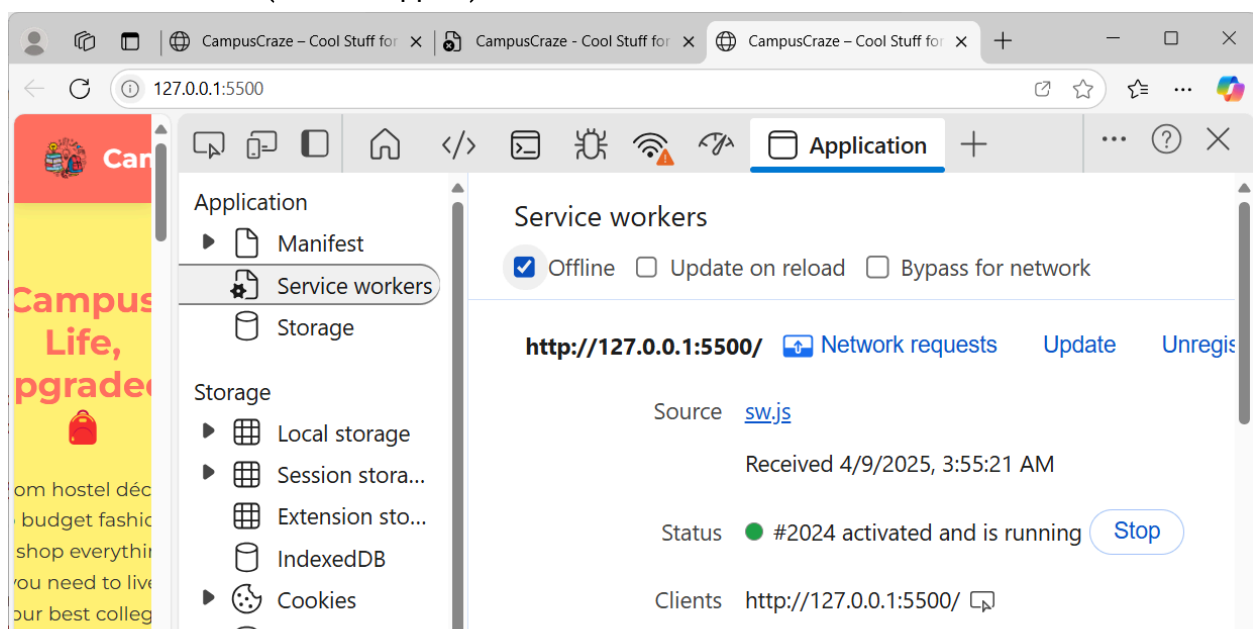 CampusCraze – Cool Stuff for
CampusCraze - Cool Stuff for
CampusCraze – Cool Stuff for
127.0.0.1:5500
Can
Application
Campus
Life,
pgraded
om hostel déc
budget fashic
shop everythin
you need to live
our best colleg
Application
Manifest
Service workers
Storage
Storage
Local storage
Session stora...
Extension sto...
IndexedDB
Cookies
Service workers
Offline Update on reload Bypass for network
http://127.0.0.1:5500/ Network requests Update Unregis
Source sw.js
Received 4/9/2025, 3:55:21 AM
Status #2024 activated and is running Stop
Clients http://127.0.0.1:5500/